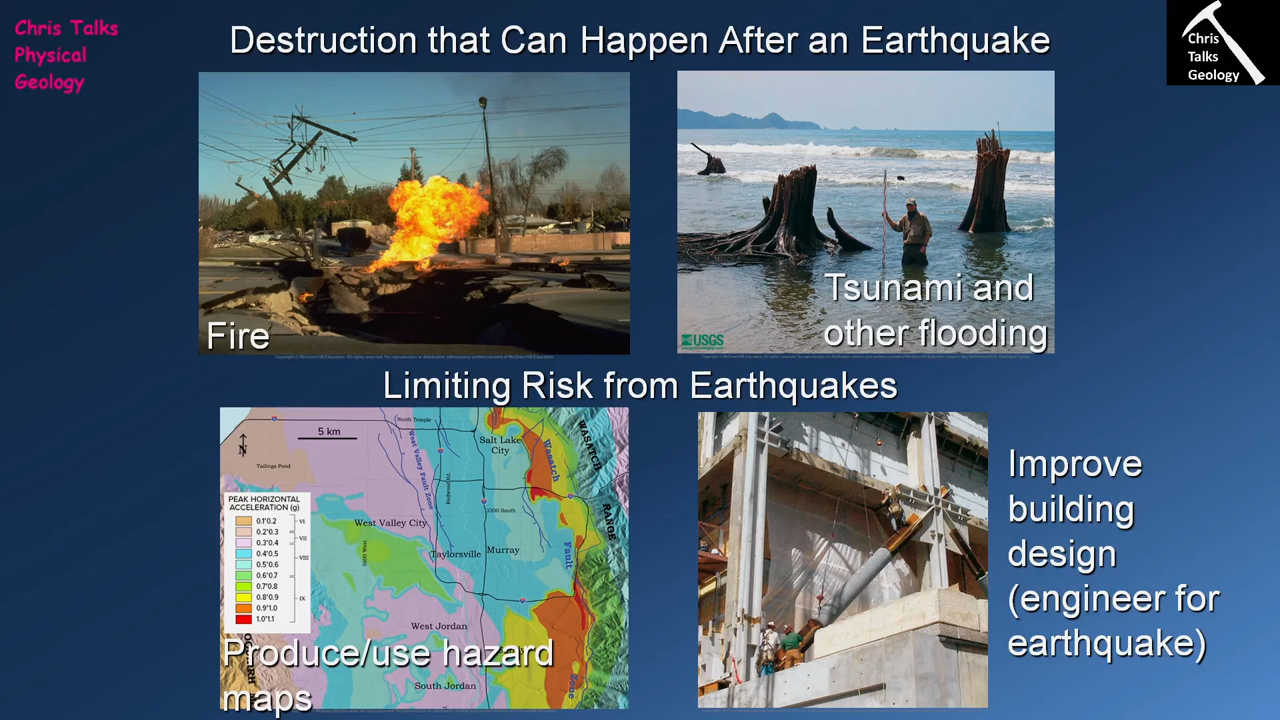 Chris Talks
Physical
Geology
Destruction that Can Happen After an Earthquake
Chris
Talks
Geology
Fire
Tsunami and
other flooding
USGS
Limiting Risk from Earthquakes
5 km
N
North Temple
Salt Lake
City
Tailings Pond
West Valley Fault Zone
Wasatch
WASATCH
RANGE
PEAK HORIZONTAL
ACCELERATION (g)
0.1–0.2
0.2–0.3
0.3–0.4
0.4–0.5
0.5–0.6
0.6–0.7
0.7–0.8
0.8–0.9
0.9–1.0
1.0–1.1
VI
VII
VIII
IX
3300 South
West Valley City
5600 West
Taylorsville
Murray
Fault
West Jordan
South Jordan
Zone
Produce/use hazard
maps
Improve
building
design
(engineer for
earthquake)